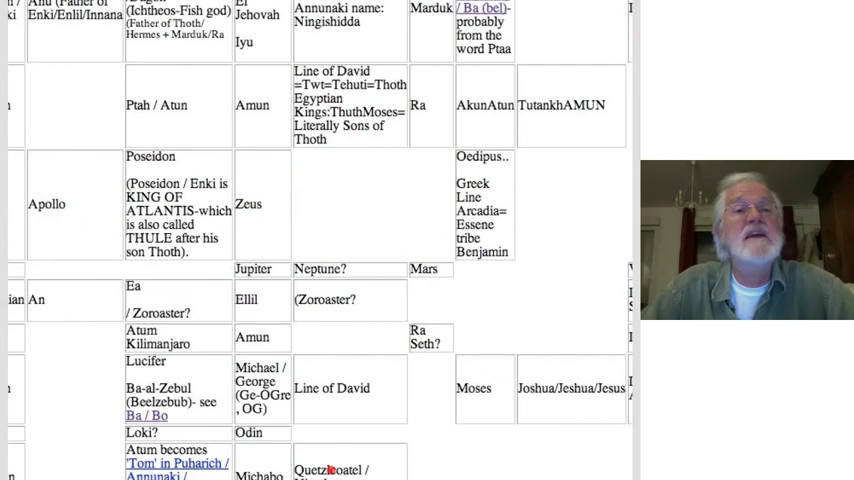 Anu (Father of
Enki/Enlil/Innana
(Ichtheos-Fish god)
(Father of Thoth/
Hermes + Marduk/Ra
Jehovah
Iyu
Annunaki name:
Ningishidda
Marduk
/ Ba (bel)-
probably
from the
word Ptaa
Ptah / Atun
Amun
Line of David
=Twt=Tehuti=Thoth
Egyptian
Kings:ThuthMoses=
Literally Sons of
Thoth
Ra
AkunAtun
TutankhAMUN
Apollo
Poseidon
(Poseidon / Enki is
KING OF
ATLANTIS-which
is also called
THULE after his
son Thoth).
Zeus
Oedipus..
Greek
Line
Arcadia=
Essene
tribe
Benjamin
Jupiter
Neptune?
Mars
ian
An
Ea
/ Zoroaster?
Ellil
(Zoroaster?
Atum
Kilimanjaro
Amun
Ra
Seth?
Lucifer
Ba-al-Zebul
(Beelzebub)- see
Ba / Bo
Michael /
George
(Ge-OGre
, OG)
Line of David
Moses
Joshua/Jeshua/Jesus
Loki?
Odin
Atum becomes
'Tom' in Puharich /
Annunaki /
Michabo
Quetzlcoatel /